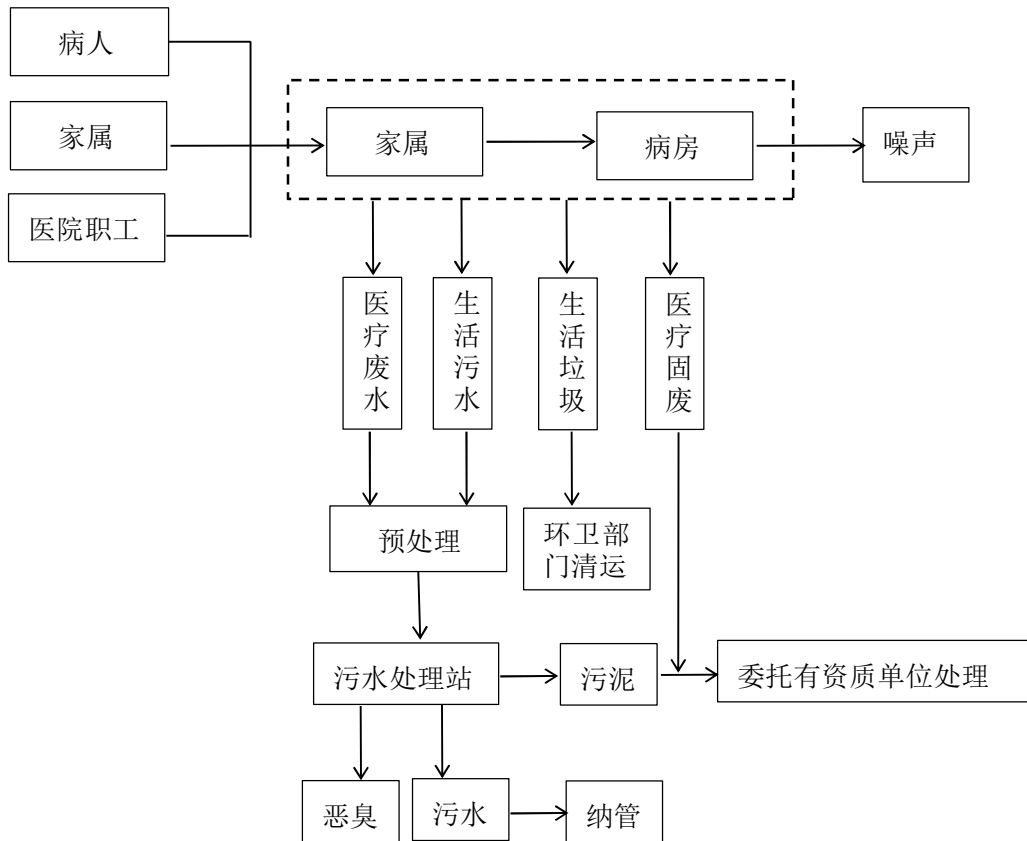 病人
家属
医院职工
家属
病房
噪声
医疗废水
生活污水
生活垃圾
医疗固废
预处理
环卫部
门清运
污水处理站
污泥
委托有资质单位处理
恶臭
污水
纳管